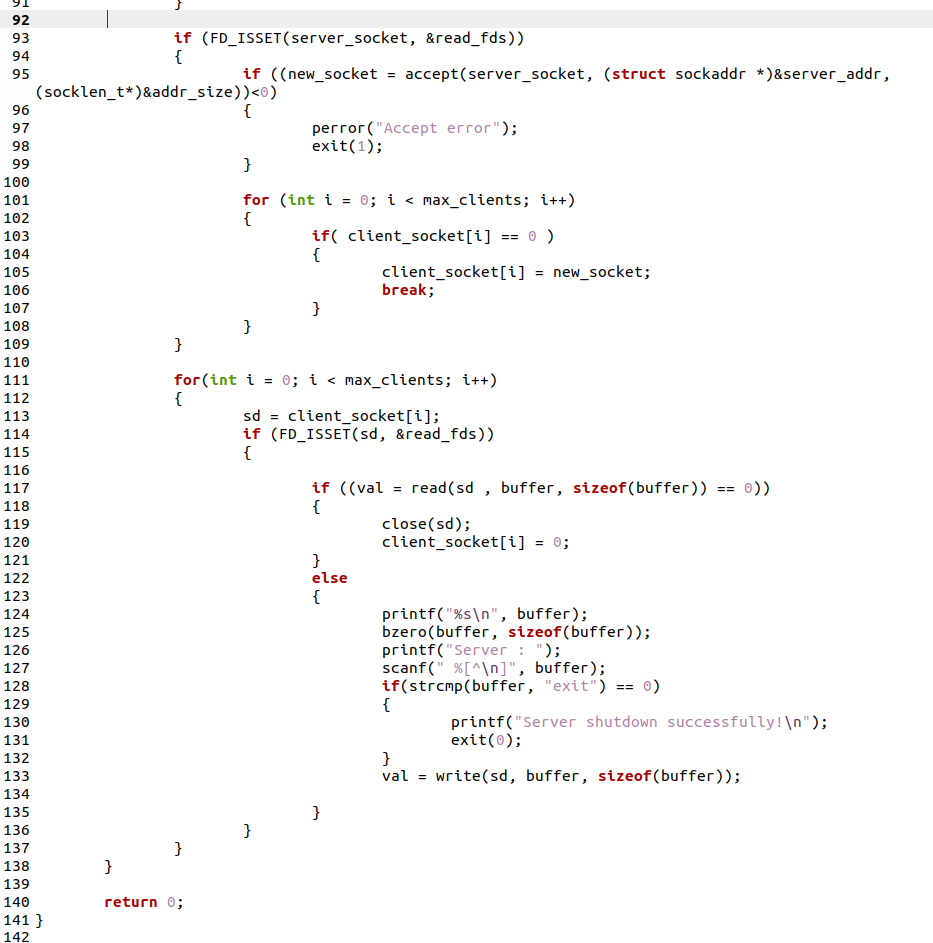 91 }
92
93 if (FD_ISSET(server_socket, &read_fds))
94 {
95 if ((new_socket = accept(server_socket, (struct sockaddr *)&server_addr,
(socklen_t*)&addr_size))<0)
96 {
97 perror("Accept error");
98 exit(1);
99 }
100
101 for (int i = 0; i < max_clients; i++)
102 {
103 if( client_socket[i] == 0 )
104 {
105 client_socket[i] = new_socket;
106 break;
107 }
108 }
109 }
110
111 for(int i = 0; i < max_clients; i++)
112 {
113 sd = client_socket[i];
114 if (FD_ISSET(sd, &read_fds))
115 {
116
117 if ((val = read(sd , buffer, sizeof(buffer)) == 0))
118 {
119 close(sd);
120 client_socket[i] = 0;
121 }
122 else
123 {
124 printf("%s\n", buffer);
125 bzero(buffer, sizeof(buffer));
126 printf("Server : ");
127 scanf(" %[^\n]", buffer);
128 if(strcmp(buffer, "exit") == 0)
129 {
130 printf("Server shutdown successfully!\n");
131 exit(0);
132 }
133 val = write(sd, buffer, sizeof(buffer));
134
135 }
136 }
137 }
138 }
139
140 return 0;
141 }
142